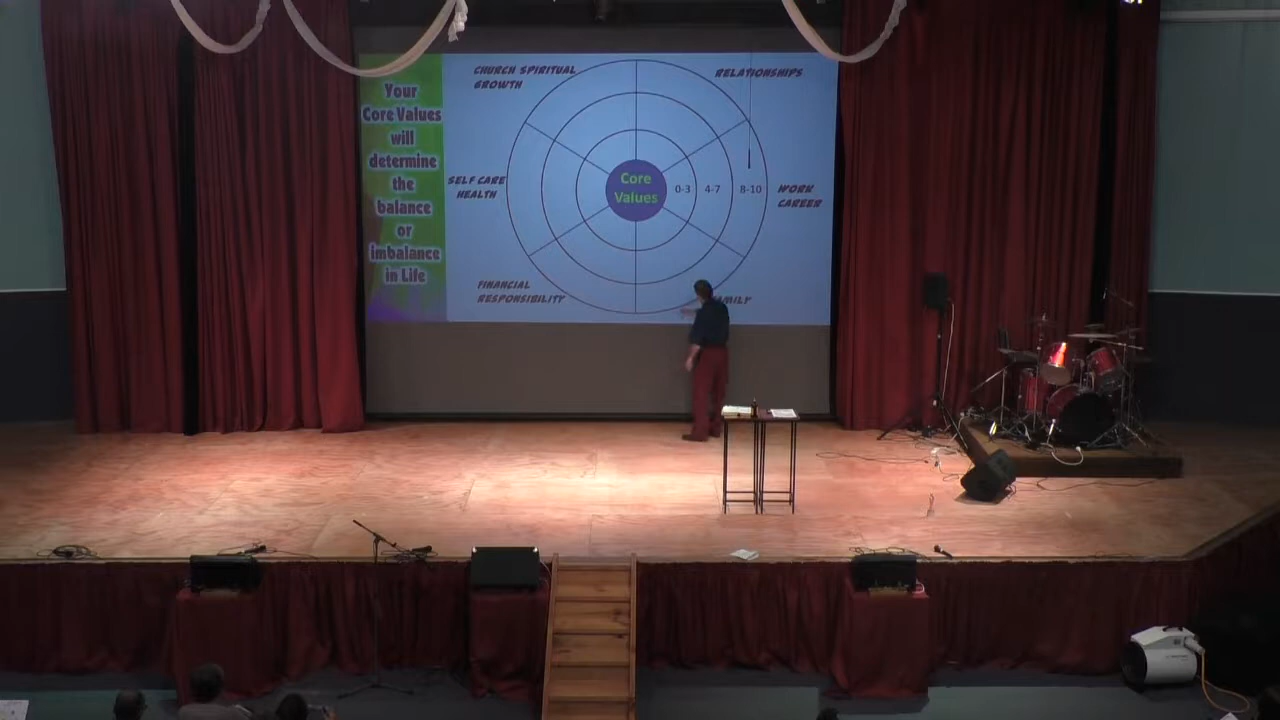 Your
Core Values
will
determine
the
balance
or
imbalance
in Life
CHURCH SPIRITUAL
GROWTH
RELATIONSHIPS
SELF CARE
HEALTH
Core
Values
0-3
4-7
8-10
WORK
CAREER
FINANCIAL
RESPONSIBILITY